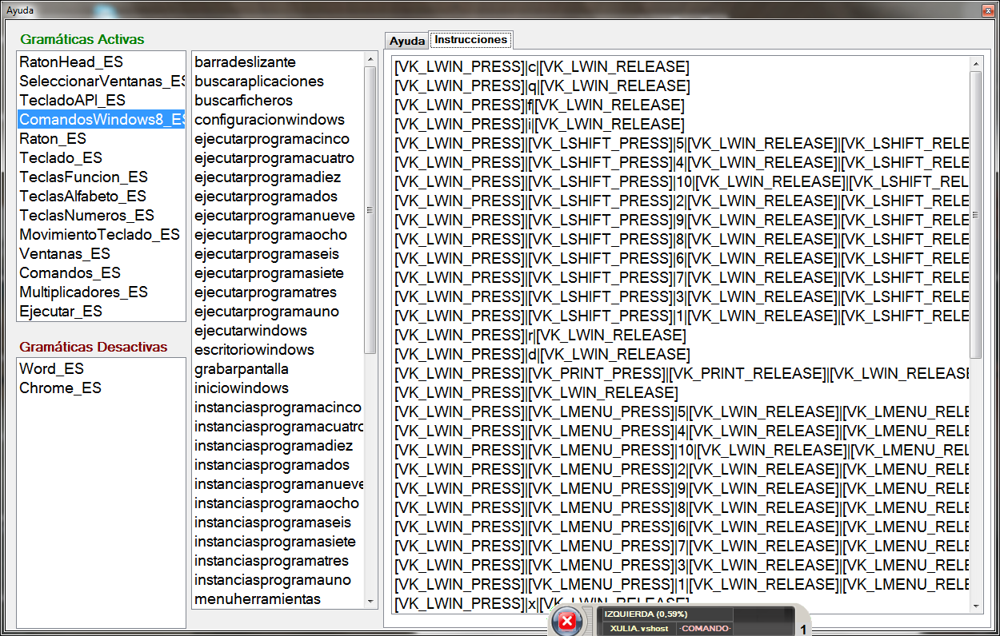 Ayuda
Gramáticas Activas
RatonHead_ES
SeleccionarVentanas_ES
TecladoAPI_ES
ComandosWindows8_ES
Raton_ES
Teclado_ES
TeclasFuncion_ES
TeclasAlfabeto_ES
TeclasNumeros_ES
MovimientoTeclado_ES
Ventanas_ES
Comandos_ES
Multiplicadores_ES
Ejecutar_ES
Gramáticas Desactivas
Word_ES
Chrome_ES
barradeslizante
buscaraplicaciones
buscarficheros
configuracionwindows
ejecutarprogramacinco
ejecutarprogramacuatro
ejecutarprogramadiez
ejecutarprogramados
ejecutarprogramanueve
ejecutarprogramaocho
ejecutarprogramaseis
ejecutarprogramasiete
ejecutarprogramatres
ejecutarprogramauno
ejecutarwindows
escritoriowindows
grabarpantalla
iniciowindows
instanciasprogramacinco
instanciasprogramacuatro
instanciasprogramadiez
instanciasprogramados
instanciasprogramanueve
instanciasprogramaocho
instanciasprogramaseis
instanciasprogramasiete
instanciasprogramatres
instanciasprogramauno
menuherramientas
Ayuda Instrucciones
[VK_LWIN_PRESS]|c|[VK_LWIN_RELEASE]
[VK_LWIN_PRESS]|q|[VK_LWIN_RELEASE]
[VK_LWIN_PRESS]|f|[VK_LWIN_RELEASE]
[VK_LWIN_PRESS]|i|[VK_LWIN_RELEASE]
[VK_LWIN_PRESS]|[VK_LSHIFT_PRESS]|5|[VK_LWIN_RELEASE]|[VK_LSHIFT_RELE
[VK_LWIN_PRESS]|[VK_LSHIFT_PRESS]|4|[VK_LWIN_RELEASE]|[VK_LSHIFT_RELE
[VK_LWIN_PRESS]|[VK_LSHIFT_PRESS]|10|[VK_LWIN_RELEASE]|[VK_LSHIFT_REL
[VK_LWIN_PRESS]|[VK_LSHIFT_PRESS]|2|[VK_LWIN_RELEASE]|[VK_LSHIFT_RELE
[VK_LWIN_PRESS]|[VK_LSHIFT_PRESS]|9|[VK_LWIN_RELEASE]|[VK_LSHIFT_RELE
[VK_LWIN_PRESS]|[VK_LSHIFT_PRESS]|8|[VK_LWIN_RELEASE]|[VK_LSHIFT_RELE
[VK_LWIN_PRESS]|[VK_LSHIFT_PRESS]|6|[VK_LWIN_RELEASE]|[VK_LSHIFT_RELE
[VK_LWIN_PRESS]|[VK_LSHIFT_PRESS]|7|[VK_LWIN_RELEASE]|[VK_LSHIFT_RELE
[VK_LWIN_PRESS]|[VK_LSHIFT_PRESS]|3|[VK_LWIN_RELEASE]|[VK_LSHIFT_RELE
[VK_LWIN_PRESS]|[VK_LSHIFT_PRESS]|1|[VK_LWIN_RELEASE]|[VK_LSHIFT_RELE
[VK_LWIN_PRESS]|r|[VK_LWIN_RELEASE]
[VK_LWIN_PRESS]|d|[VK_LWIN_RELEASE]
[VK_LWIN_PRESS]|[VK_PRINT_PRESS]|[VK_PRINT_RELEASE]|[VK_LWIN_RELEASE
[VK_LWIN_PRESS]|[VK_LWIN_RELEASE]
[VK_LWIN_PRESS]|[VK_LMENU_PRESS]|5|[VK_LWIN_RELEASE]|[VK_LMENU_RELE
[VK_LWIN_PRESS]|[VK_LMENU_PRESS]|4|[VK_LWIN_RELEASE]|[VK_LMENU_RELE
[VK_LWIN_PRESS]|[VK_LMENU_PRESS]|10|[VK_LWIN_RELEASE]|[VK_LMENU_REL
[VK_LWIN_PRESS]|[VK_LMENU_PRESS]|2|[VK_LWIN_RELEASE]|[VK_LMENU_RELE
[VK_LWIN_PRESS]|[VK_LMENU_PRESS]|9|[VK_LWIN_RELEASE]|[VK_LMENU_RELE
[VK_LWIN_PRESS]|[VK_LMENU_PRESS]|8|[VK_LWIN_RELEASE]|[VK_LMENU_RELE
[VK_LWIN_PRESS]|[VK_LMENU_PRESS]|6|[VK_LWIN_RELEASE]|[VK_LMENU_RELE
[VK_LWIN_PRESS]|[VK_LMENU_PRESS]|7|[VK_LWIN_RELEASE]|[VK_LMENU_RELE
[VK_LWIN_PRESS]|[VK_LMENU_PRESS]|3|[VK_LWIN_RELEASE]|[VK_LMENU_RELE
[VK_LWIN_PRESS]|[VK_LMENU_PRESS]|1|[VK_LWIN_RELEASE]|[VK_LMENU_RELE
[VK_LWIN_PRESS]|x|[VK_LWIN_RELEASE]
IZQUIERDA (0,59%)
XULIA.vshost -COMANDO- 1